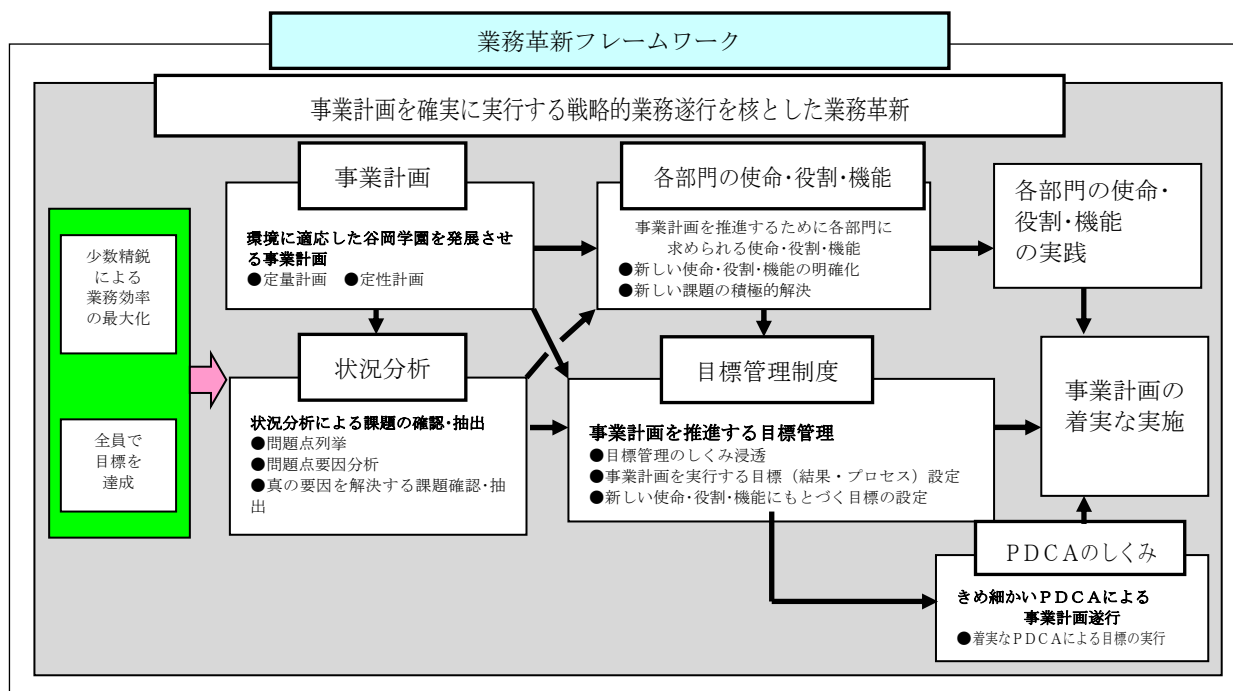 業務革新フレームワーク
事業計画を確実に実行する戦略的業務遂行を核とした業務革新
少数精鋭
による
業務効率
の最大化
全員で
目標を
達成
事業計画
環境に適応した谷岡学園を発展させ
る事業計画
●定量計画 ●定性計画
状況分析
状況分析による課題の確認･抽出
●問題点列挙
●問題点要因分析
●真の要因を解決する課題確認･抽
出
各部門の使命･役割･機能
事業計画を推進するために各部門に
求められる使命･役割･機能
●新しい使命･役割･機能の明確化
●新しい課題の積極的解決
目標管理制度
事業計画を推進する目標管理
●目標管理のしくみ浸透
●事業計画を実行する目標（結果・プロセス）設定
●新しい使命･役割･機能にもとづく目標の設定
各部門の使命･
役割･機能
の実践
事業計画の
着実な実施
ＰＤＣＡのしくみ
きめ細かいＰＤＣＡによる
事業計画遂行
●着実なＰＤＣＡによる目標の実行